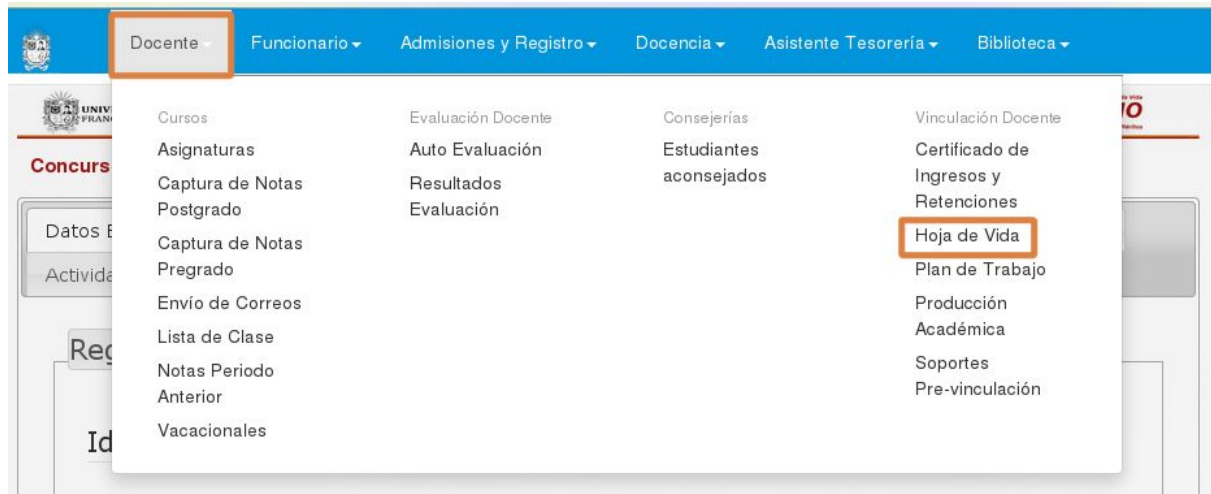 Docente Funcionario Admisiones y Registro Docencia Asistente Tesorería Biblioteca
Cursos
Asignaturas
Captura de Notas
Postgrado
Captura de Notas
Pregrado
Envío de Correos
Lista de Clase
Notas Periodo
Anterior
Vacacionales
Evaluación Docente
Auto Evaluación
Resultados
Evaluación
Consejerías
Estudiantes
aconsejados
Vinculación Docente
Certificado de
Ingresos y
Retenciones
Hoja de Vida
Plan de Trabajo
Producción
Académica
Soportes
Pre-vinculación
UNIV
FRAN
Concurs
Datos
Activida
Reg
Id